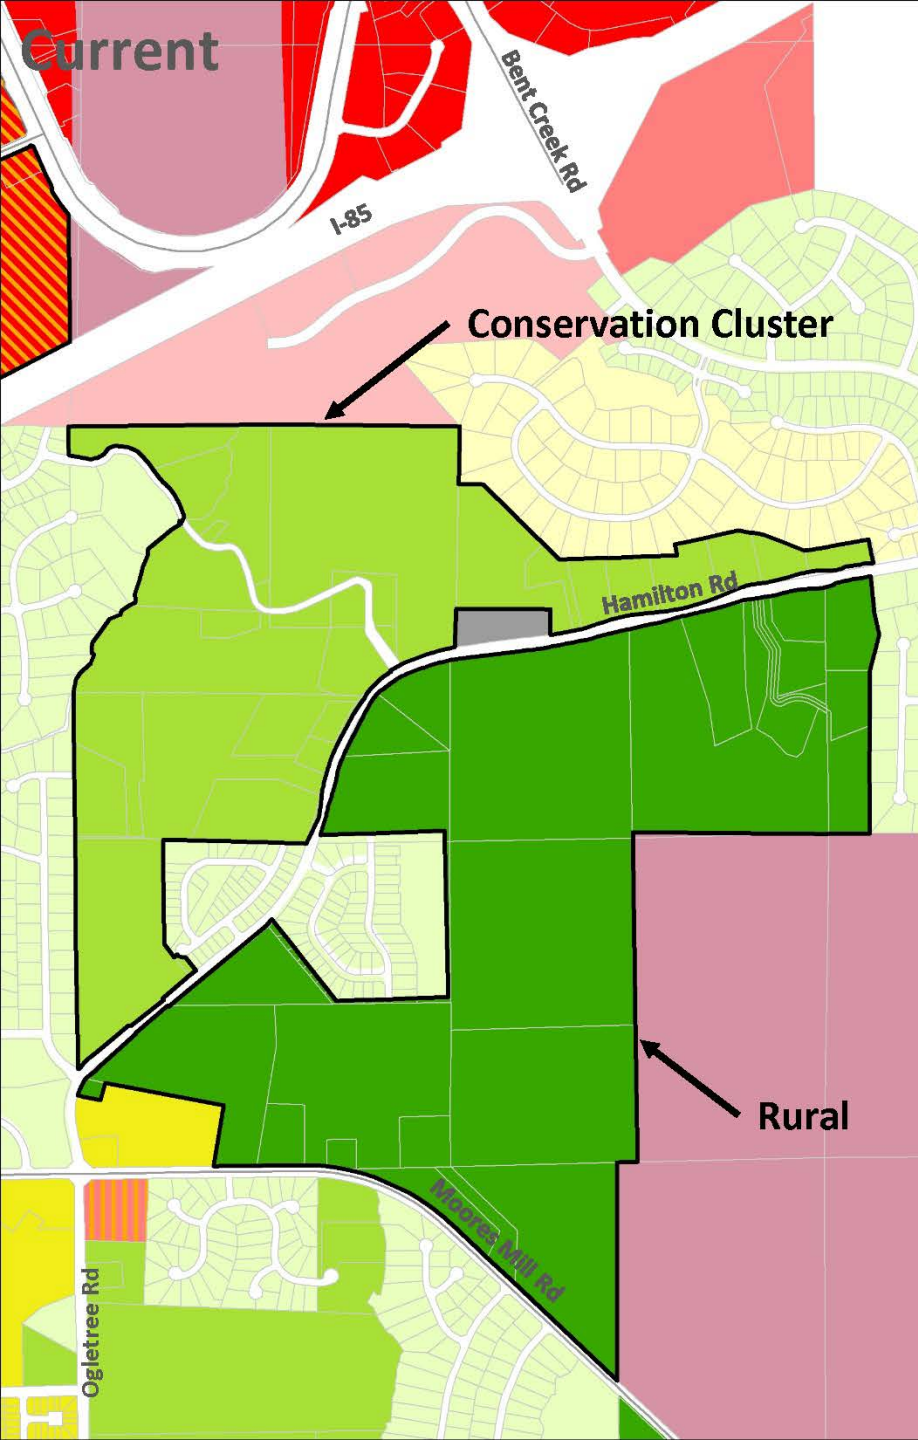 Current
Bent Creek Rd
I-85
Conservation Cluster
Hamilton Rd
Rural
Moores Mill Rd
Ogletree Rd